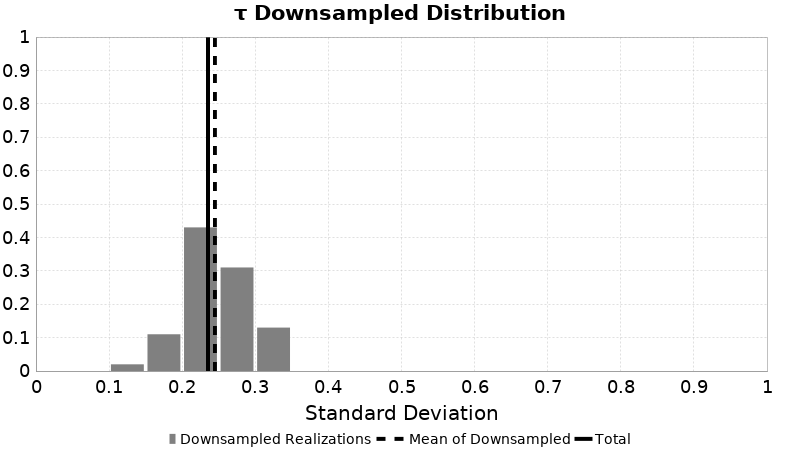 τ Downsampled Distribution
1
0.9
0.8
0.7
0.6
0.5
0.4
0.3
0.2
0.1
0
0 0.1 0.2 0.3 0.4 0.5 0.6 0.7 0.8 0.9 1
Standard Deviation
Downsampled Realizations Mean of Downsampled Total